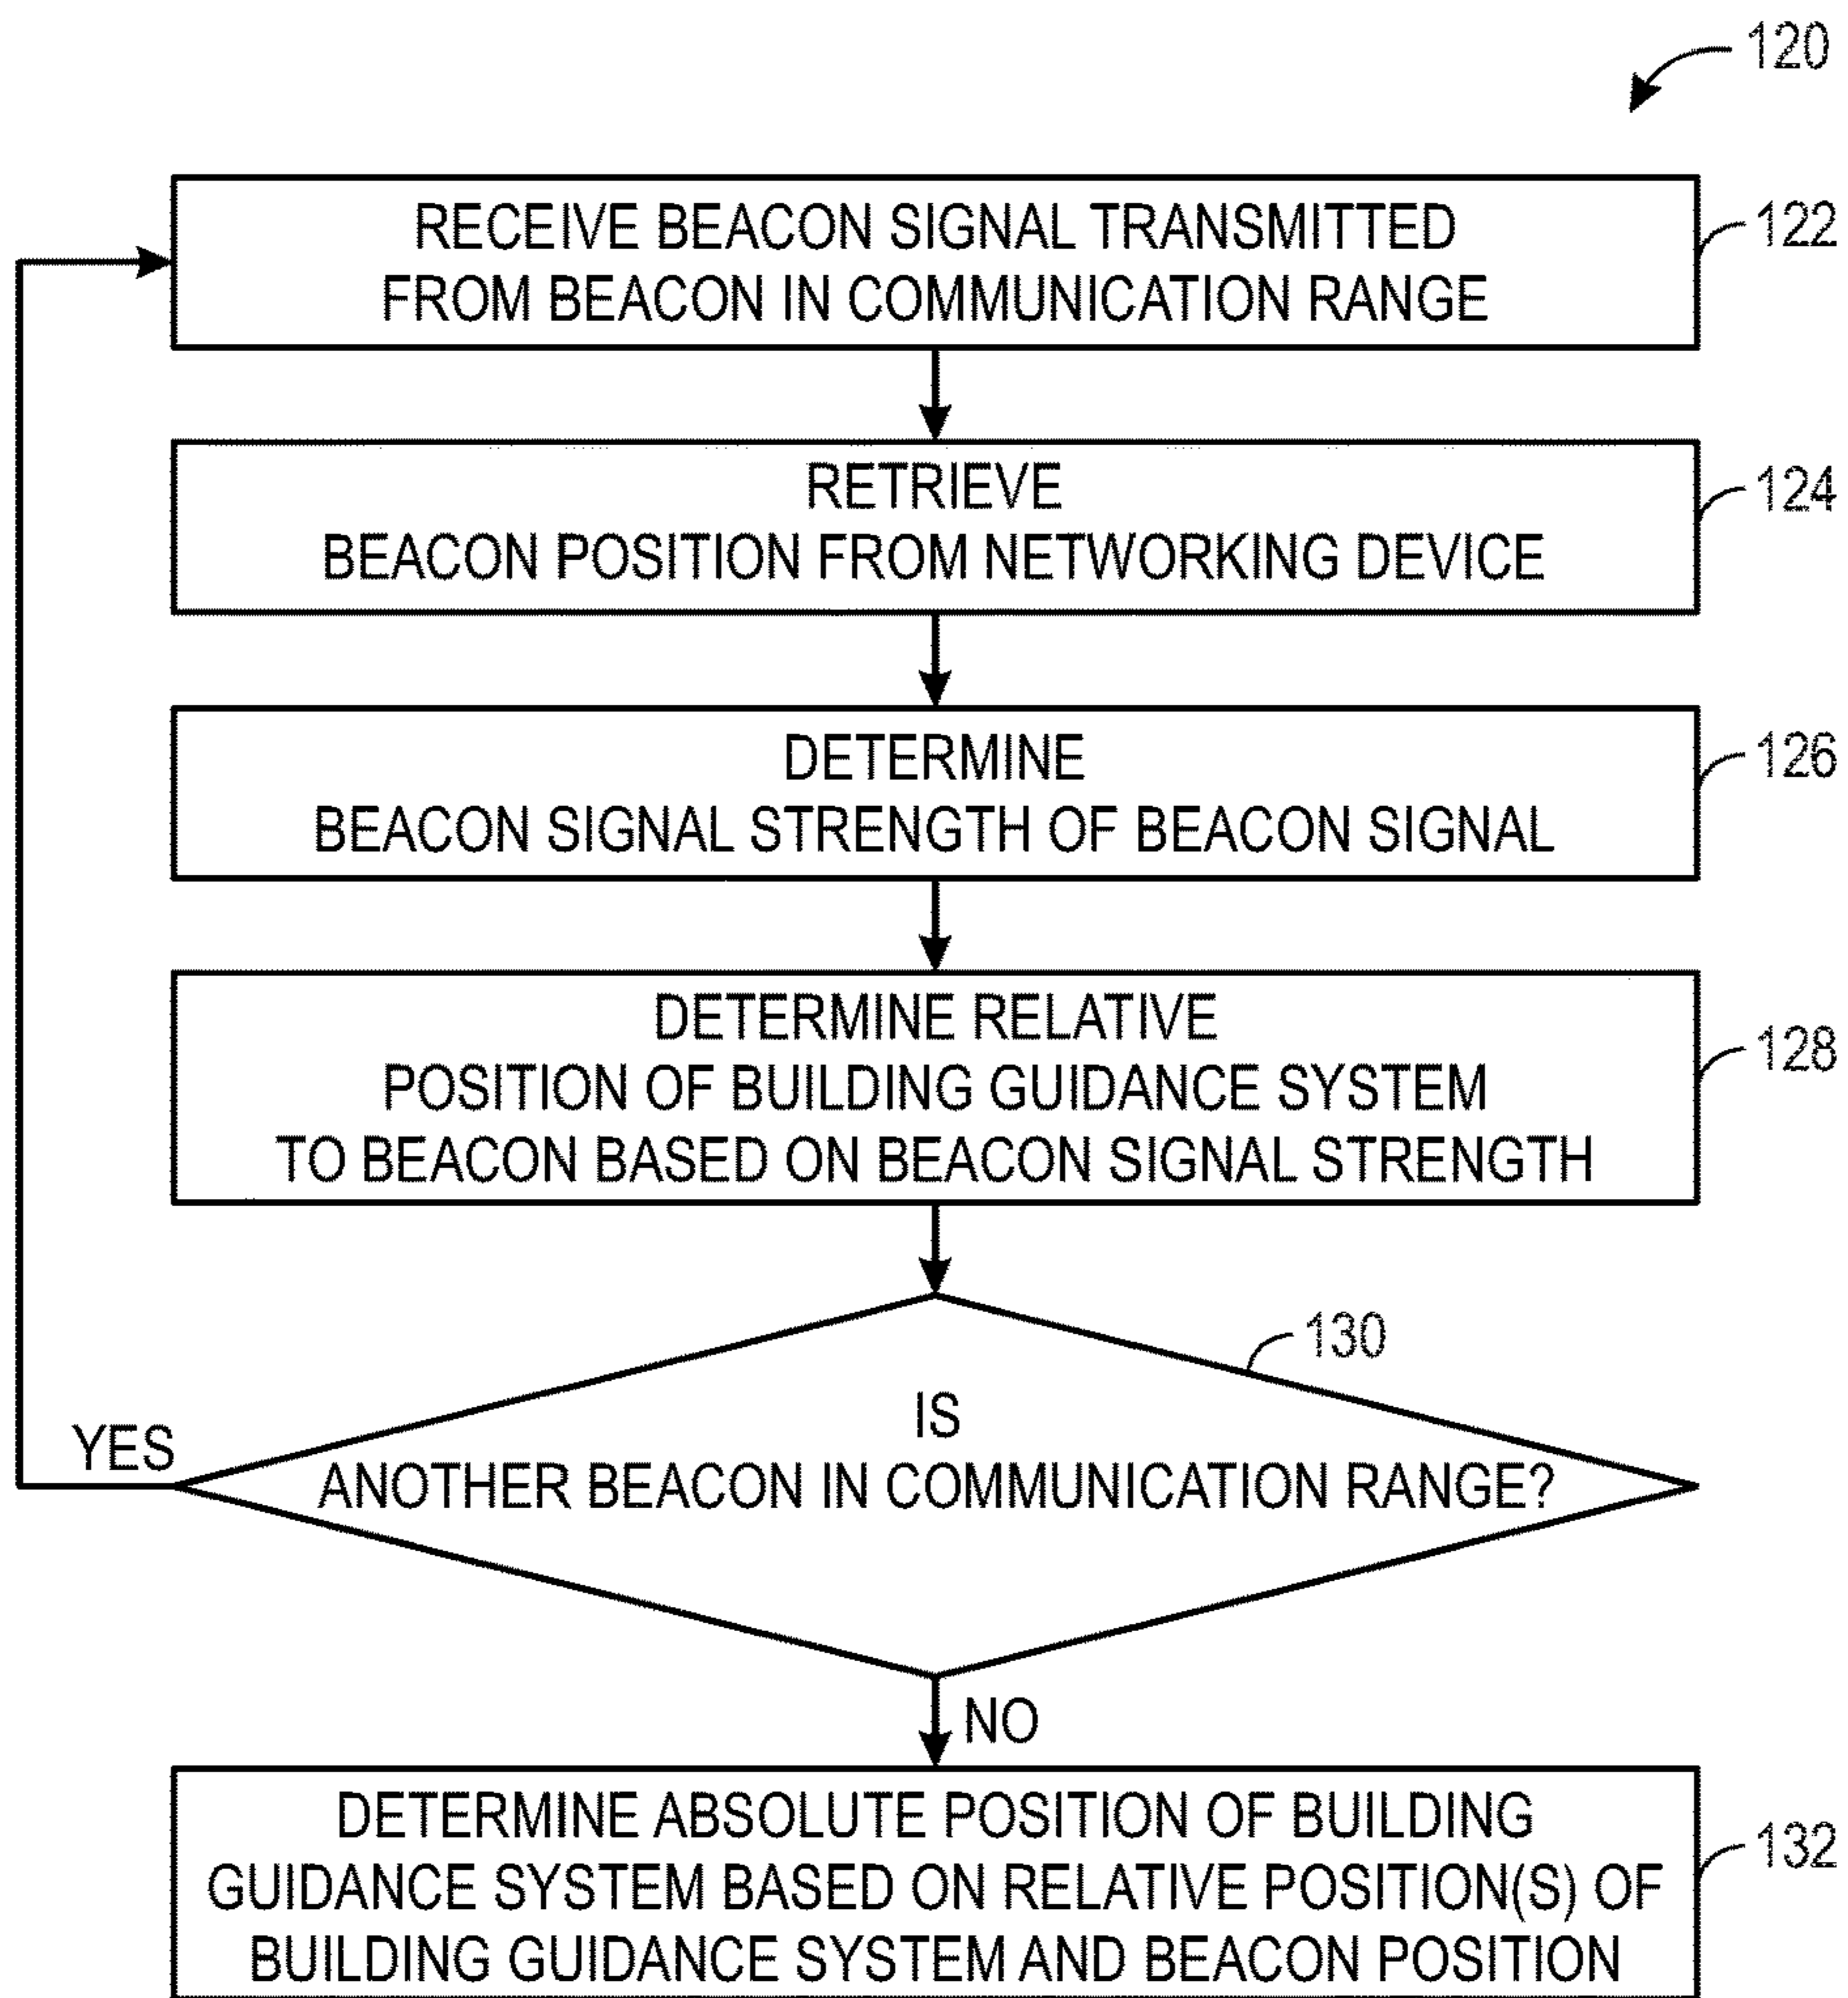 120
RECEIVE BEACON SIGNAL TRANSMITTED
FROM BEACON IN COMMUNICATION RANGE
122
RETRIEVE
BEACON POSITION FROM NETWORKING DEVICE
124
DETERMINE
BEACON SIGNAL STRENGTH OF BEACON SIGNAL
126
DETERMINE RELATIVE
POSITION OF BUILDING GUIDANCE SYSTEM
TO BEACON BASED ON BEACON SIGNAL STRENGTH
128
130
IS
ANOTHER BEACON IN COMMUNICATION RANGE?
YES
NO
DETERMINE ABSOLUTE POSITION OF BUILDING
GUIDANCE SYSTEM BASED ON RELATIVE POSITION(S) OF
BUILDING GUIDANCE SYSTEM AND BEACON POSITION
132